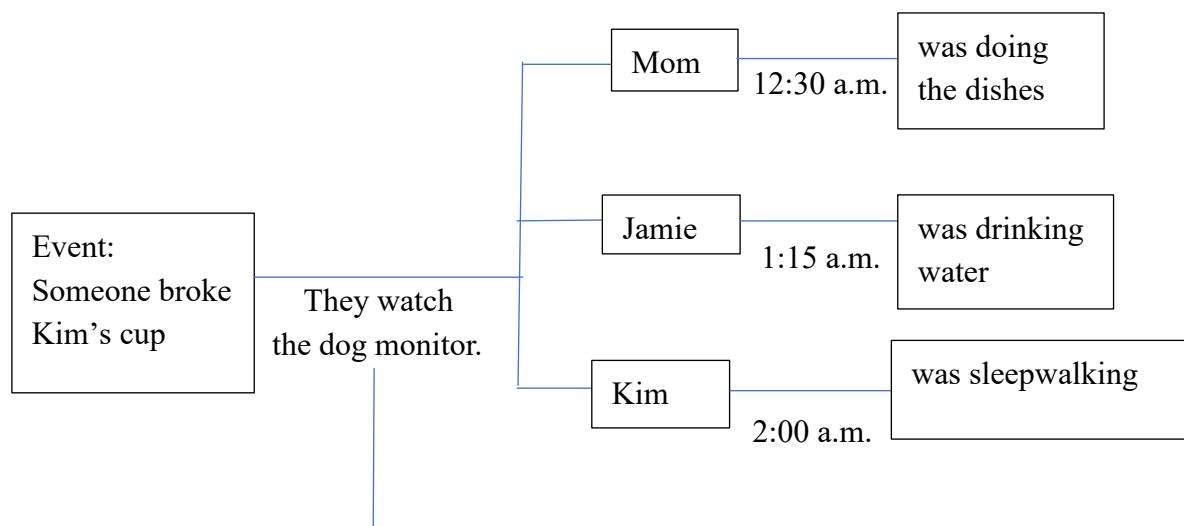 Mom
12:30 a.m.
was doing
the dishes
Event:
Someone broke
Kim’s cup
They watch
the dog monitor.
Jamie
1:15 a.m.
was drinking
water
Kim
2:00 a.m.
was sleepwalking